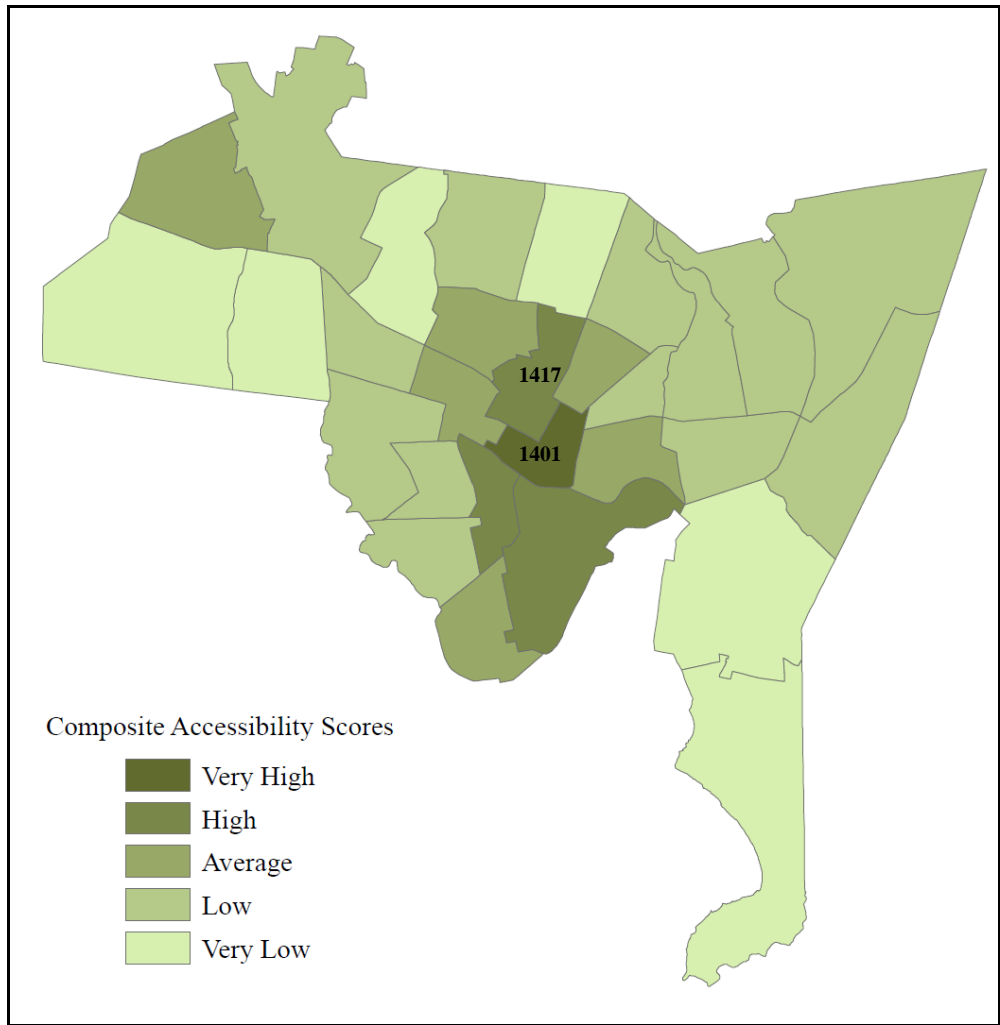 1417
1401
Composite Accessibility Scores
Very High
High
Average
Low
Very Low